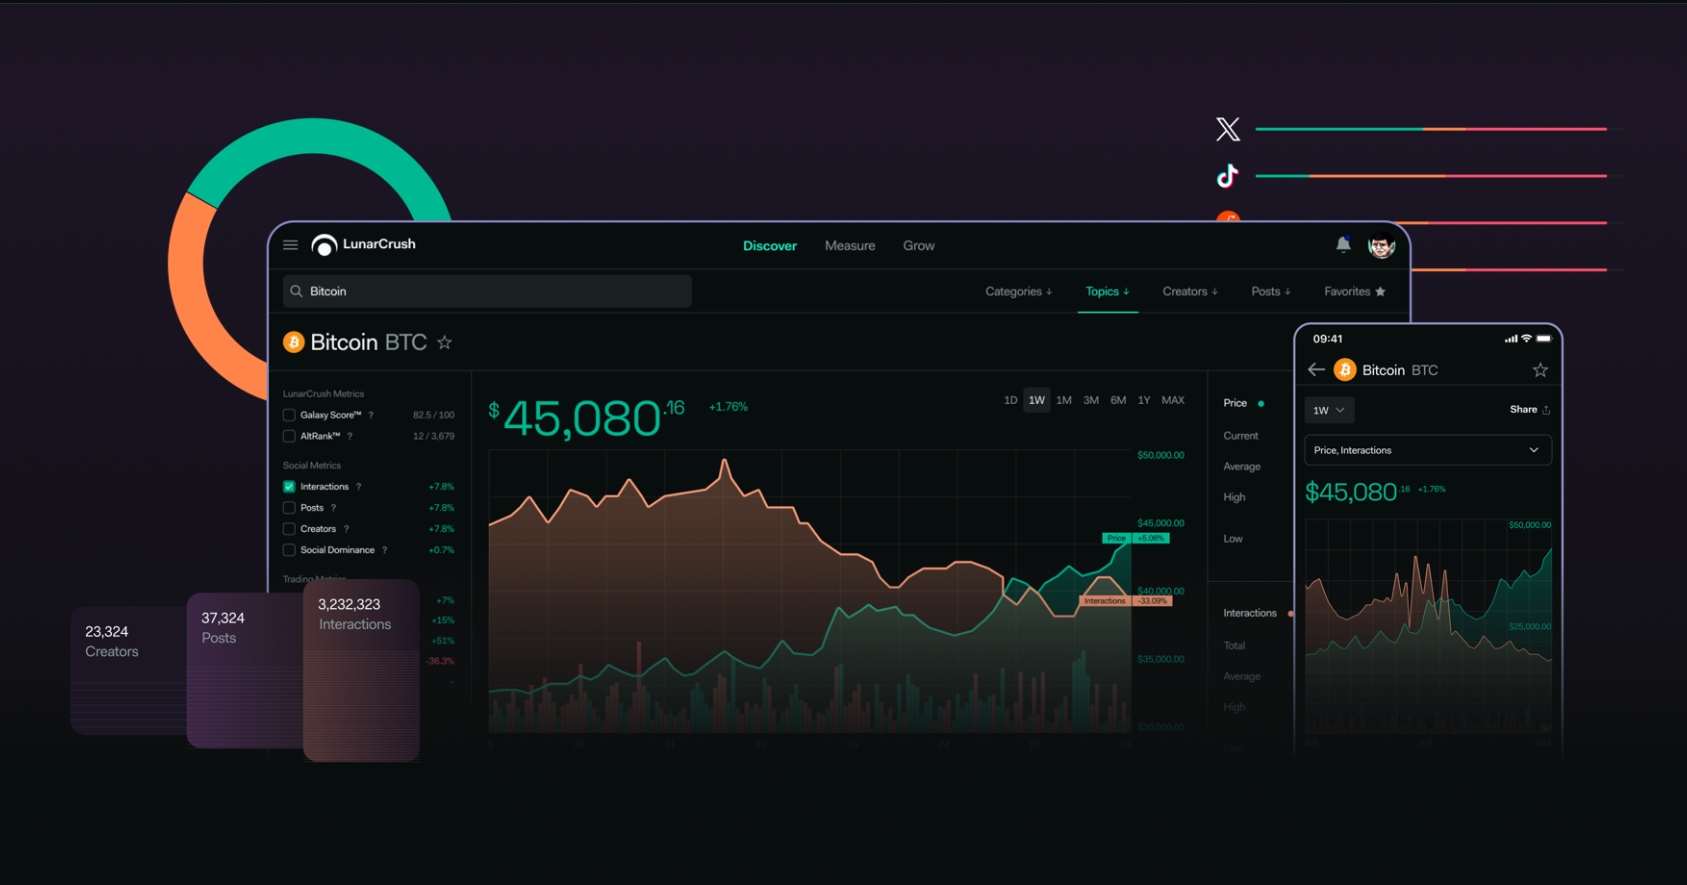 LunarCrush
Discover
Measure
Grow
Bitcoin
Categories ↓
Topics ↓
Creators ↓
Posts ↓
Favorites ★
Bitcoin BTC
LunarCrush Metrics
Galaxy Score™ ? 82.5 / 100
AltRank™ ? 12 / 3,679
Social Metrics
Interactions ? +7.8%
Posts ? +7.8%
Creators ? +7.8%
Social Dominance ? +0.7%
Trading Metrics
+7%
+15%
+51%
-36.3%
-
23,324
Creators
37,324
Posts
3,232,323
Interactions
$45,080.16 +1.76%
1D 1W 1M 3M 6M 1Y MAX
$50,000.00
$45,000.00
Price +5.06%
$40,000.00
Interactions -33.09%
$35,000.00
$30,000.00
Price
Current
Average
High
Low
Interactions
Total
Average
High
Low
09:41
Bitcoin BTC
1W
Share
Price, Interactions
$45,080.16 +1.76%
$50,000.00
$25,000.00